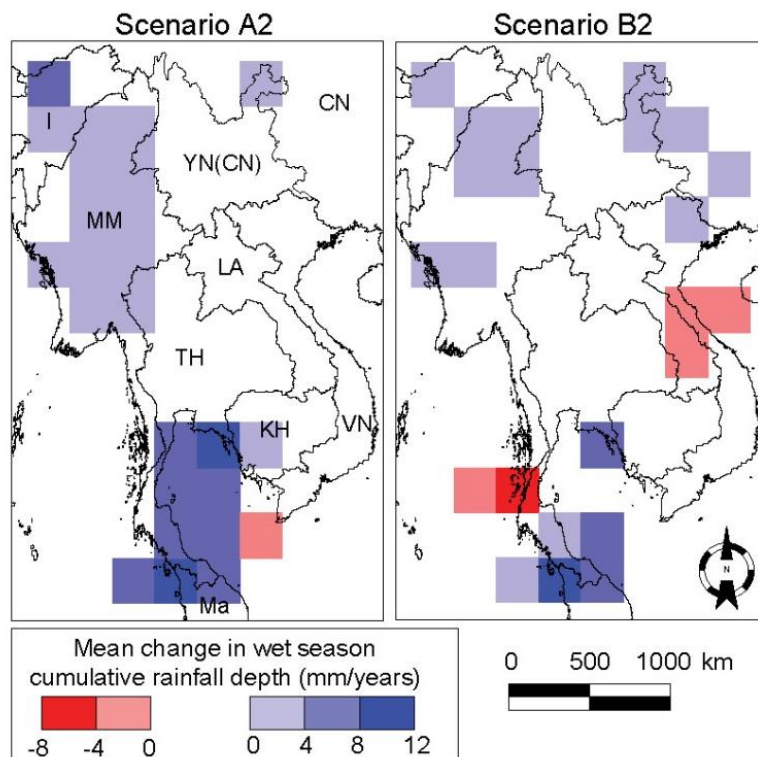 Scenario A2 Scenario B2
CN
I
YN(CN)
MM
LA
TH
KH
VN
Ma
N
Mean change in wet season
cumulative rainfall depth (mm/years)
-8 -4 0 0 4 8 12
0 500 1000 km